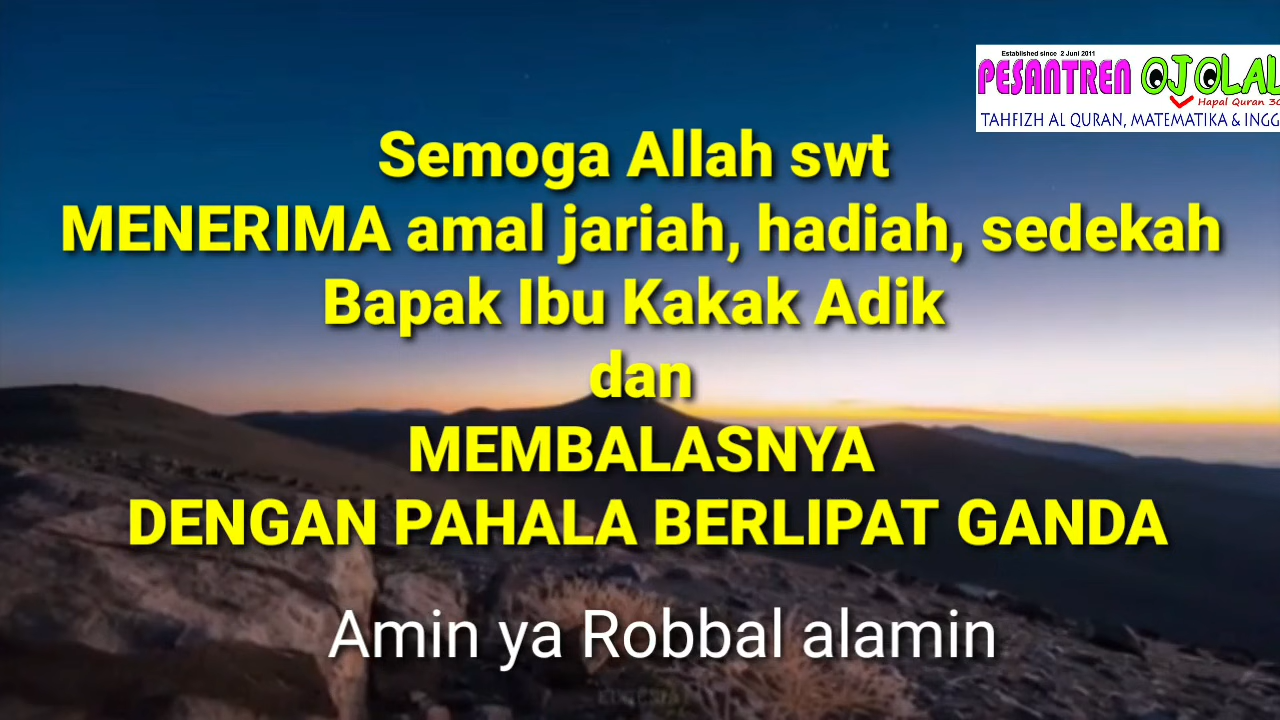 Established since 2 Juni 2011
PESANTREN OJOLAL
Hapal Quran 30
TAHFIZH AL QURAN, MATEMATIKA & INGG
Semoga Allah swt
MENERIMA amal jariah, hadiah, sedekah
Bapak Ibu Kakak Adik
dan
MEMBALASNYA
DENGAN PAHALA BERLIPAT GANDA
Amin ya Robbal alamin